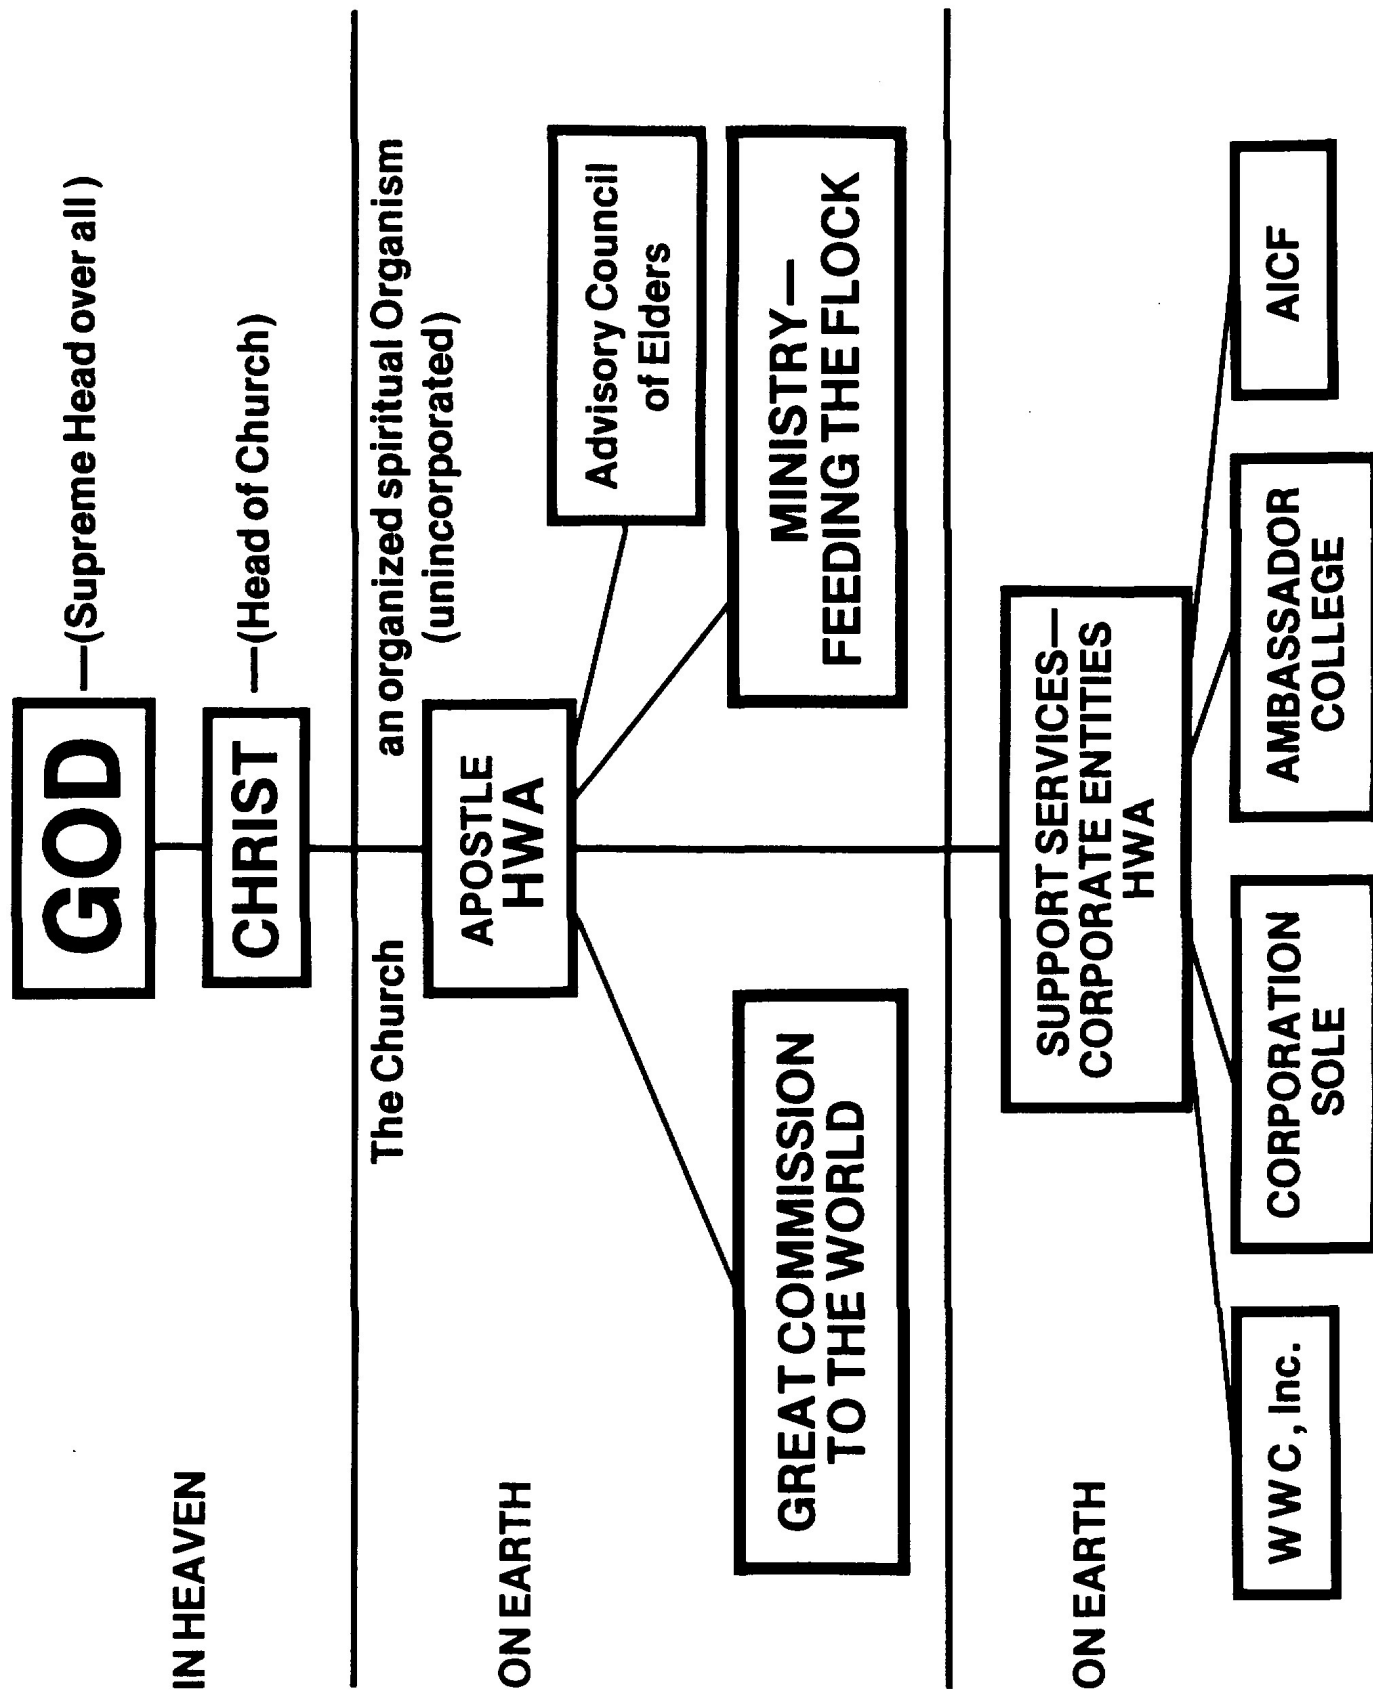 GOD —(Supreme Head over all)
IN HEAVEN
CHRIST —(Head of Church)
The Church an organized spiritual Organism
(unincorporated)
APOSTLE
HWA
ON EARTH
Advisory Council
of Elders
GREAT COMMISSION
TO THE WORLD
MINISTRY—
FEEDING THE FLOCK
ON EARTH
SUPPORT SERVICES—
CORPORATE ENTITIES
HWA
WWC, Inc.
CORPORATION
SOLE
AMBASSADOR
COLLEGE
AICF